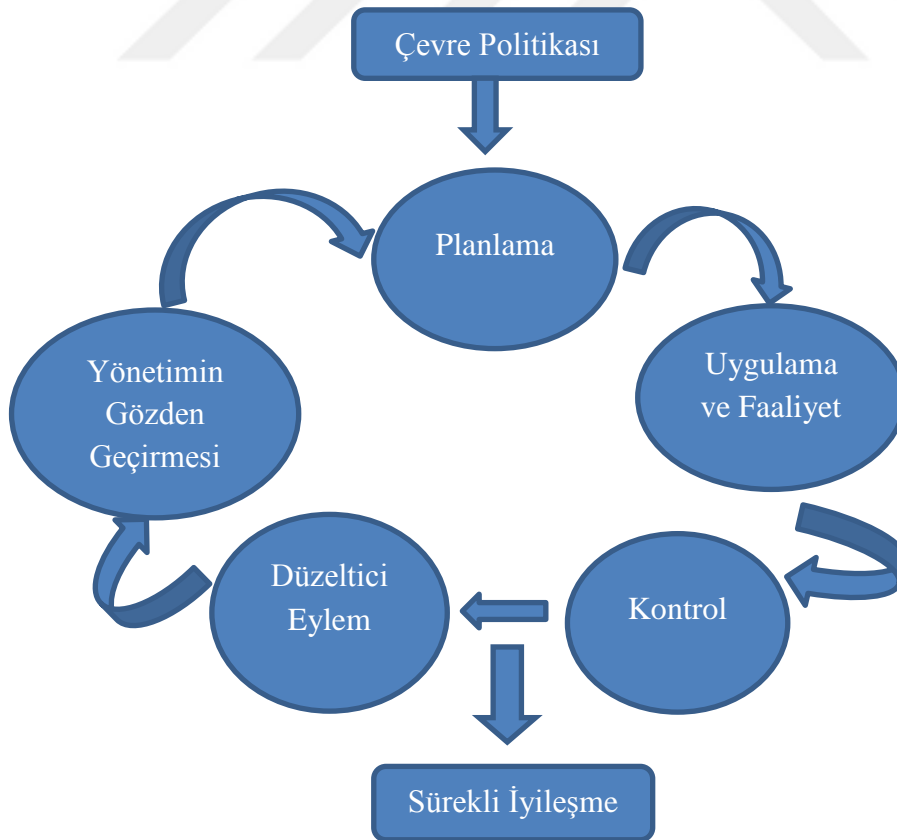 Çevre Politikası
Planlama
Uygulama
ve Faaliyet
Kontrol
Düzeltici
Eylem
Yönetimin
Gözden
Geçirmesi
Sürekli İyileşme